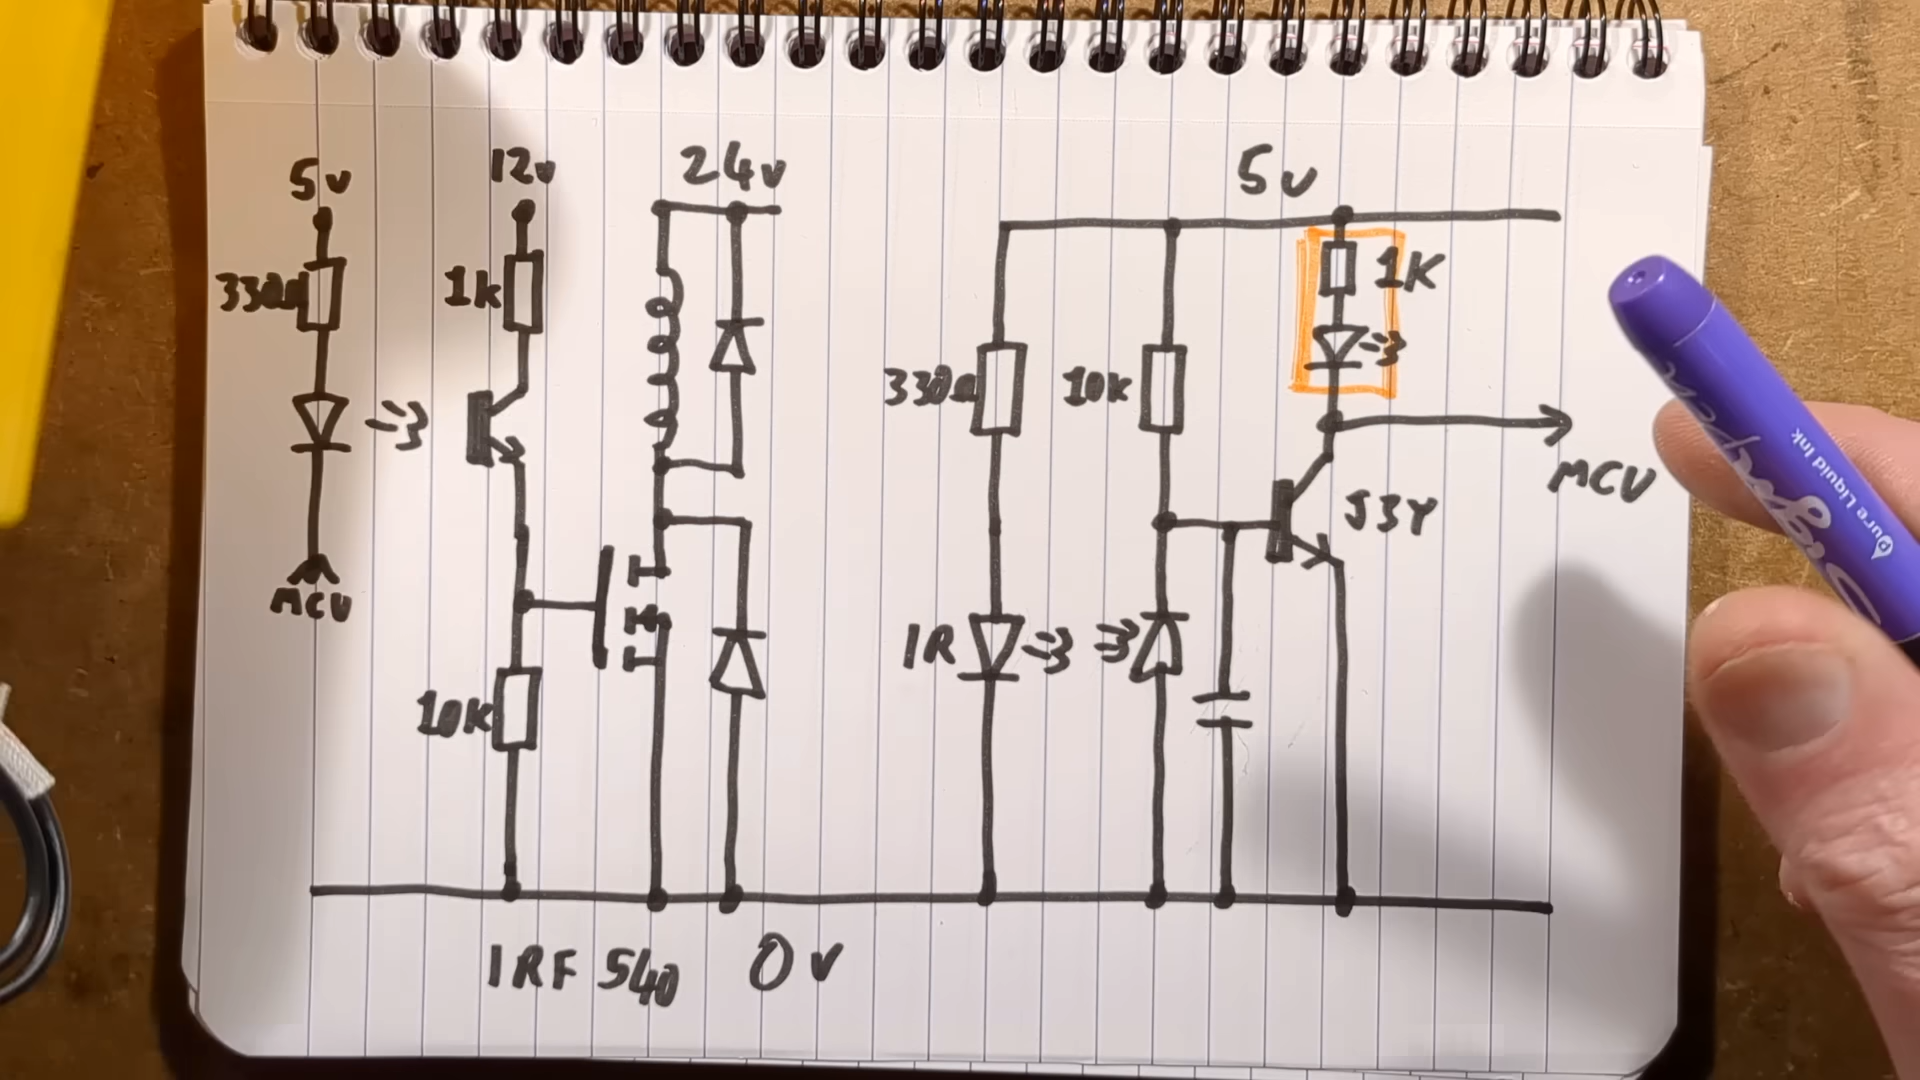 5v
12v
24v
5v
330Ω
1k
1K
330Ω
10k
MCU
J3Y
MCU
IR
10k
IRF 540
0v
Pure Liquid Ink